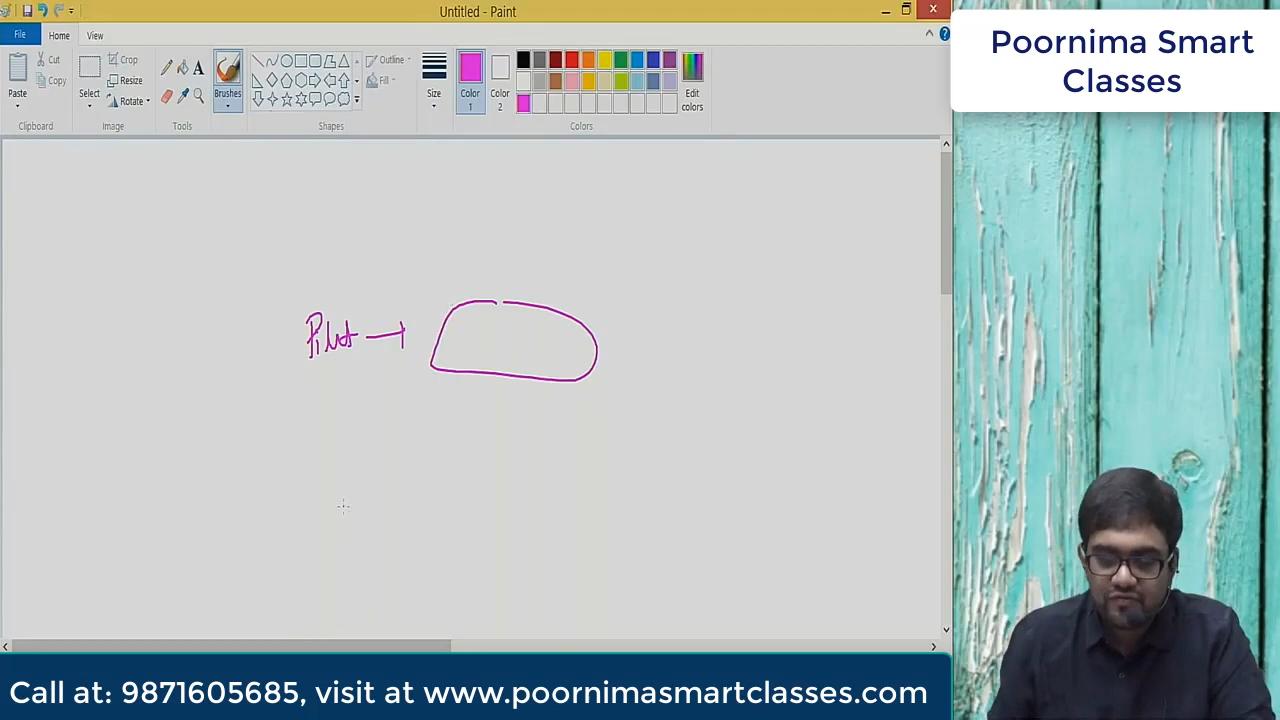 Untitled - Paint
File
Home
View
Paste
Cut
Copy
Clipboard
Select
Crop
Resize
Rotate
Image
Tools
Brushes
Shapes
Outline
Fill
Size
Color 1
Color 2
Edit colors
Colors
Poornima Smart
Classes
Pilot
Call at: 9871605685, visit at www.poornimasmartclasses.com